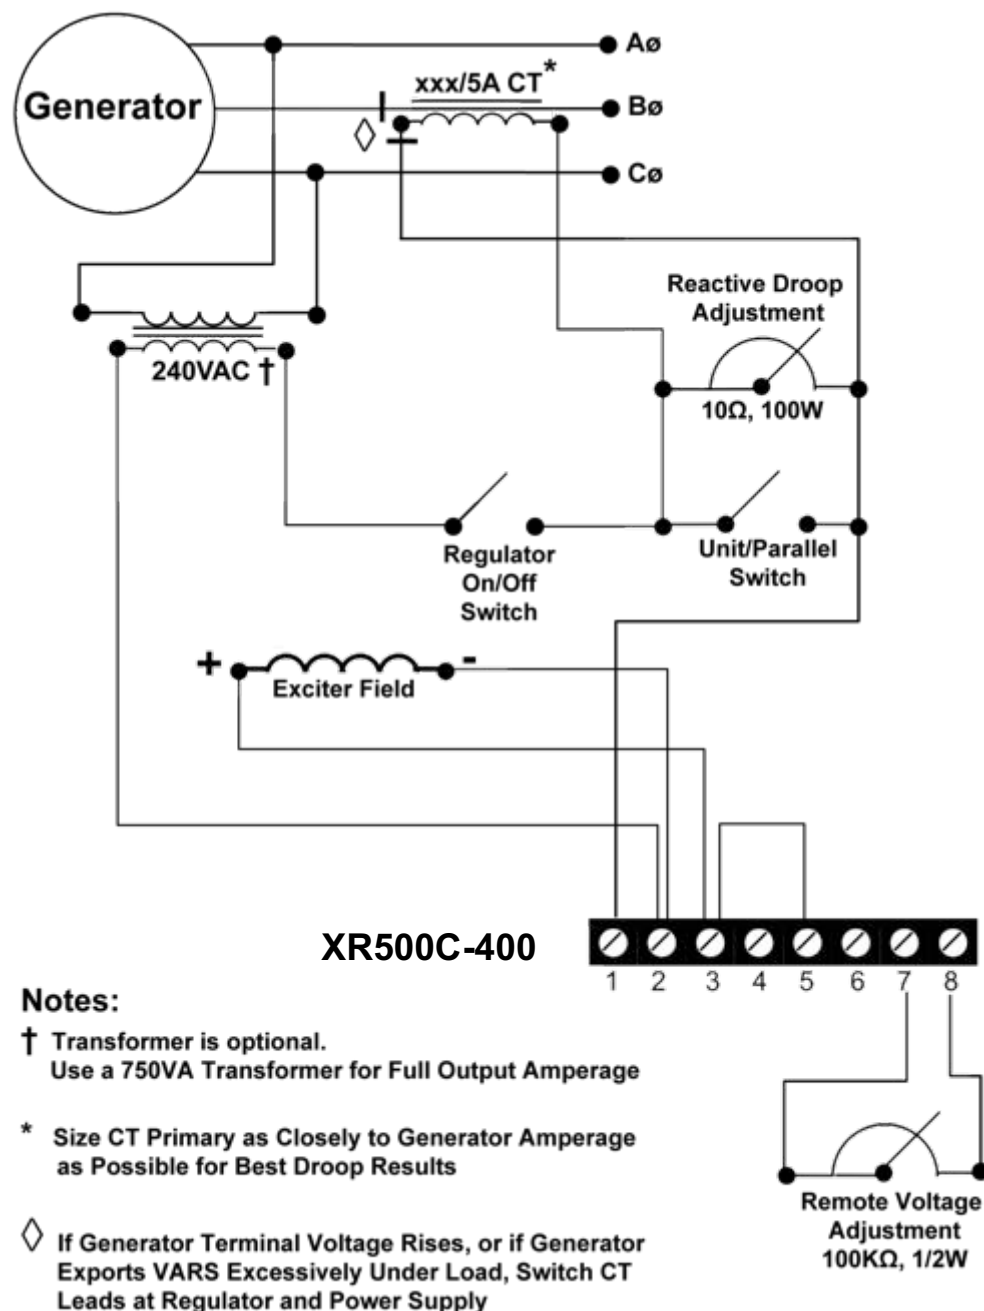 Generator
Aø
xxx/5A CT*
Bø
Cø
Reactive Droop
Adjustment
10Ω, 100W
240VAC †
Regulator
On/Off
Switch
Unit/Parallel
Switch
+
-
Exciter Field
XR500C-400
1 2 3 4 5 6 7 8
Notes:
† Transformer is optional.
Use a 750VA Transformer for Full Output Amperage
* Size CT Primary as Closely to Generator Amperage
as Possible for Best Droop Results
◊ If Generator Terminal Voltage Rises, or if Generator
Exports VARS Excessively Under Load, Switch CT
Leads at Regulator and Power Supply
Remote Voltage
Adjustment
100KΩ, 1/2W